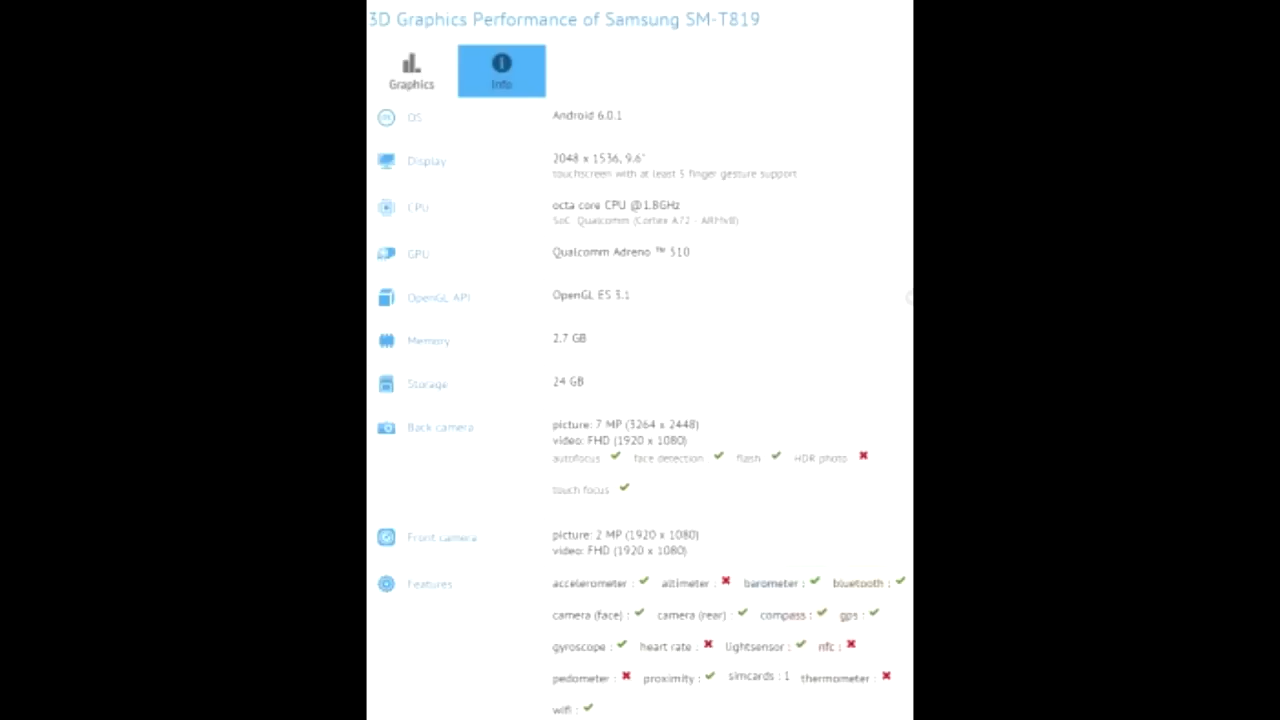 3D Graphics Performance of Samsung SM-T819
Graphics
Info
OS Android 6.0.1
Display 2048 x 1536, 9.6"
touchscreen with at least 5 finger gesture support
CPU octa core CPU @1.8GHz
SoC: Qualcomm (Cortex A72 - ARMv8)
GPU Qualcomm Adreno ™ 510
OpenGL API OpenGL ES 3.1
Memory 2.7 GB
Storage 24 GB
Back camera picture: 7 MP (3264 x 2448)
video: FHD (1920 x 1080)
autofocus ✔ face detection ✔ flash ✔ HDR photo ✖
touch focus ✔
Front camera picture: 2 MP (1920 x 1080)
video: FHD (1920 x 1080)
Features accelerometer : ✔ altimeter : ✖ barometer : ✔ bluetooth : ✔
camera (face) : ✔ camera (rear) : ✔ compass : ✔ gps : ✔
gyroscope : ✔ heart rate : ✖ lightsensor : ✔ nfc : ✖
pedometer : ✖ proximity : ✔ simcards : 1 thermometer : ✖
wifi : ✔